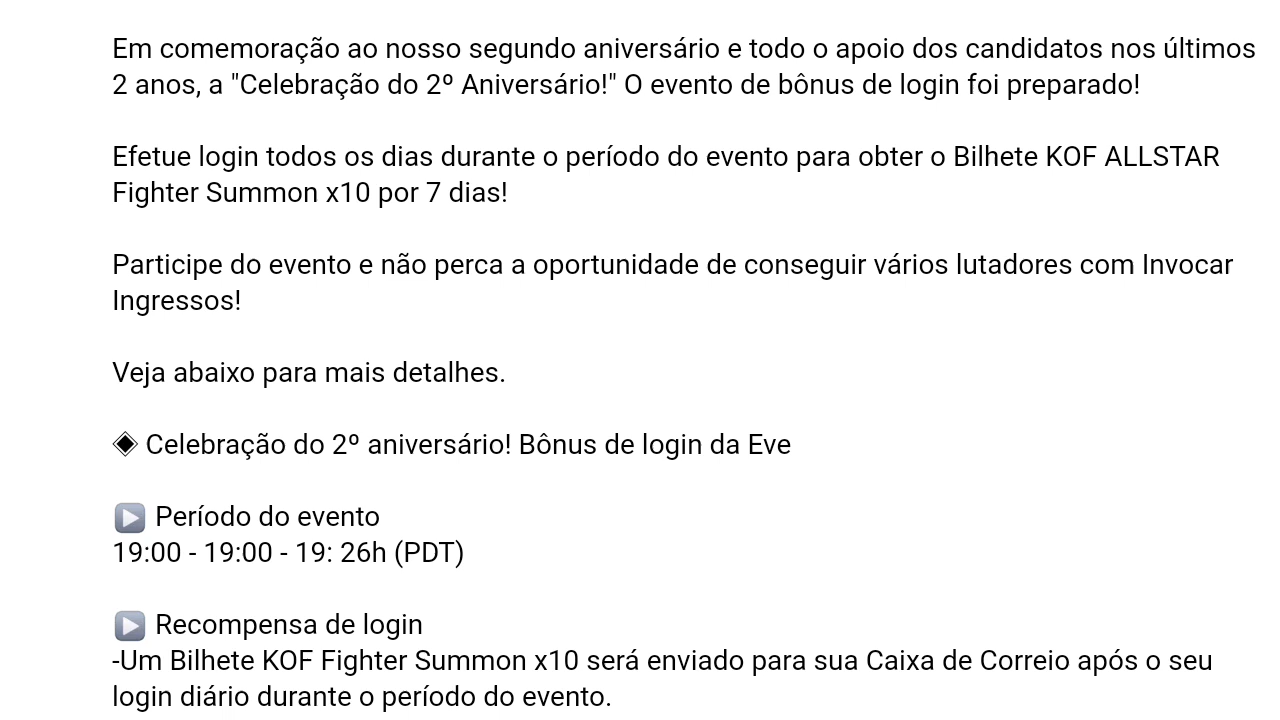 Em comemoração ao nosso segundo aniversário e todo o apoio dos candidatos nos últimos
2 anos, a "Celebração do 2º Aniversário!" O evento de bônus de login foi preparado!
Efetue login todos os dias durante o período do evento para obter o Bilhete KOF ALLSTAR
Fighter Summon x10 por 7 dias!
Participe do evento e não perca a oportunidade de conseguir vários lutadores com Invocar
Ingressos!
Veja abaixo para mais detalhes.
◈ Celebração do 2º aniversário! Bônus de login da Eve
▶️ Período do evento
19:00 - 19:00 - 19: 26h (PDT)
▶️ Recompensa de login
-Um Bilhete KOF Fighter Summon x10 será enviado para sua Caixa de Correio após o seu
login diário durante o período do evento.